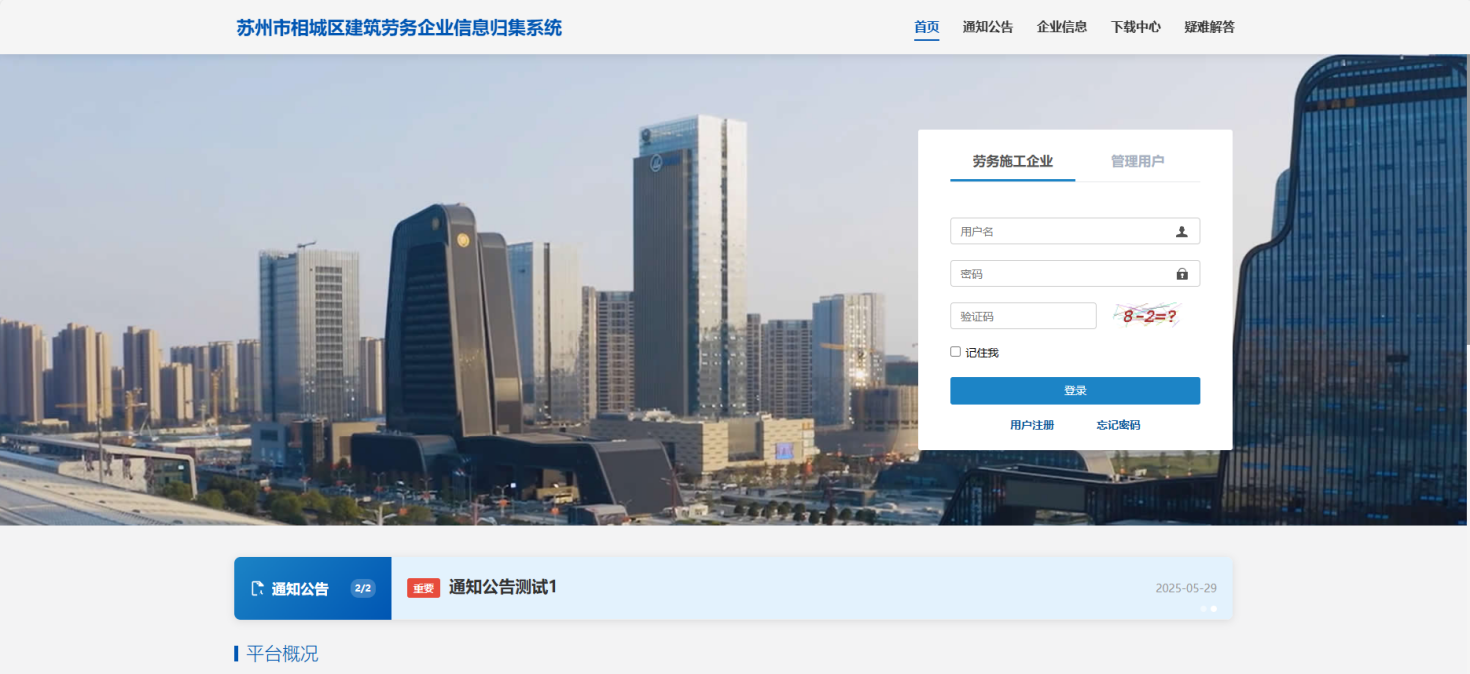 苏州市相城区建筑劳务企业信息归集系统
首页 通知公告 企业信息 下载中心 疑难解答
劳务施工企业 管理用户
用户名
密码
验证码 8-2=?
记住我
登录
用户注册 忘记密码
通知公告 2/2 重要 通知公告测试1 2025-05-29
平台概况